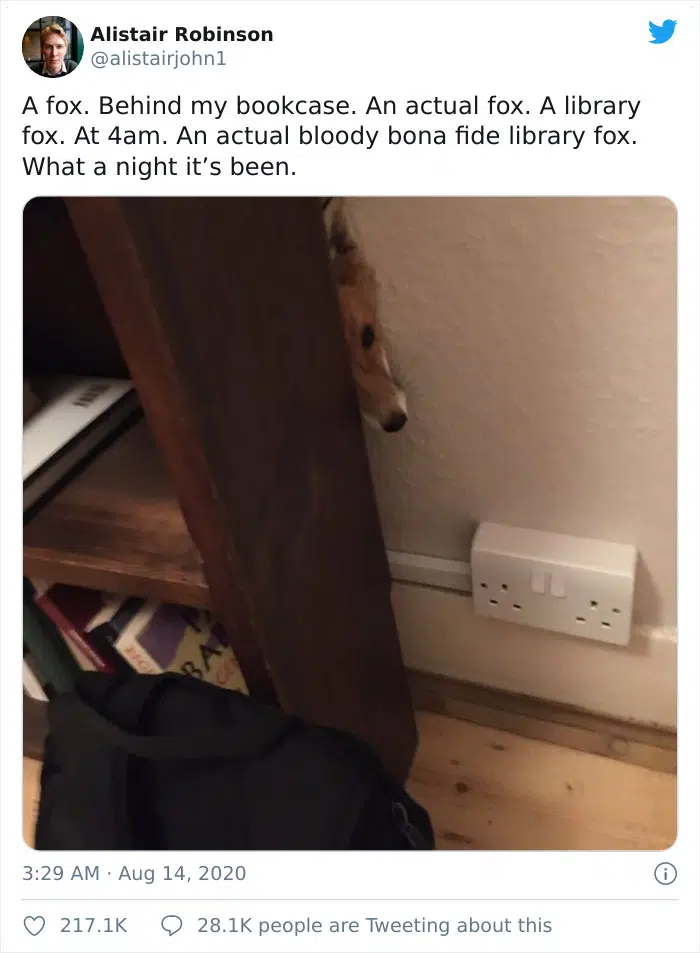 Alistair Robinson
@alistairjohn1
A fox. Behind my bookcase. An actual fox. A library
fox. At 4am. An actual bloody bona fide library fox.
What a night it’s been.
BAR
3:29 AM · Aug 14, 2020
217.1K
28.1K people are Tweeting about this